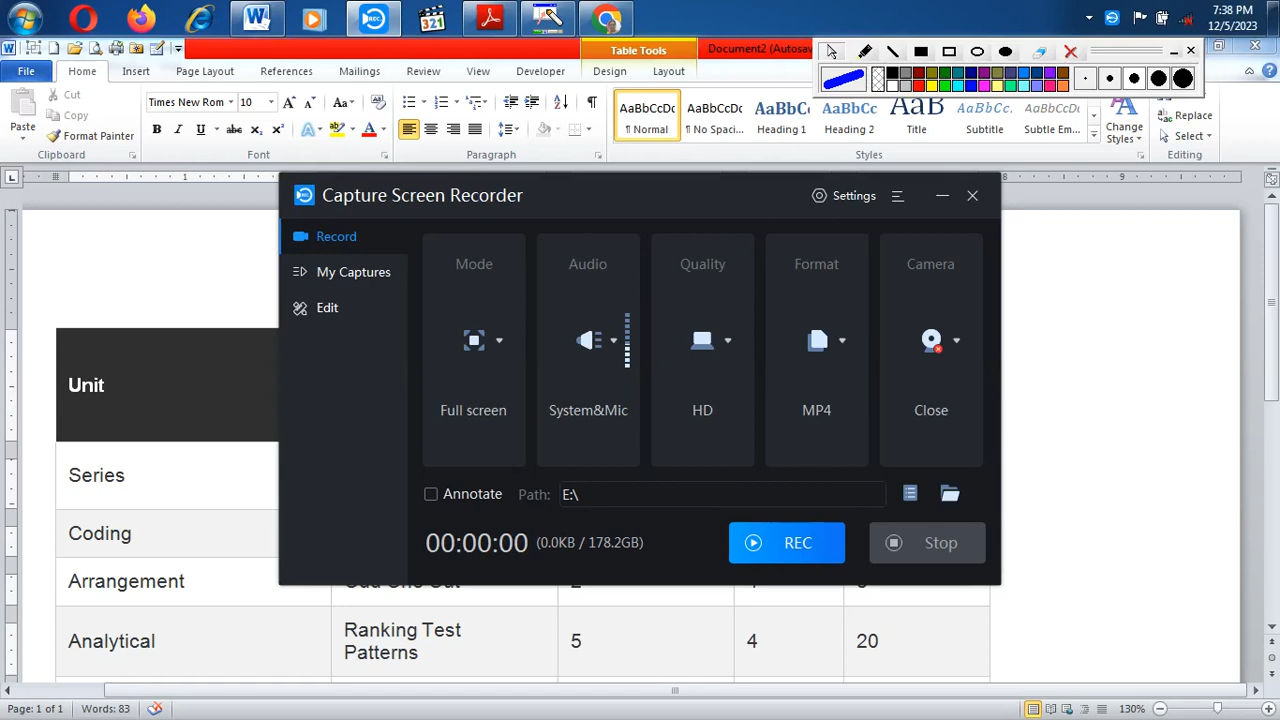 7:38 PM
12/5/2023
REC
321
Table Tools
Document2 (Autosav
File
Home
Insert
Page Layout
References
Mailings
Review
View
Developer
Design
Layout
Paste
Cut
Copy
Format Painter
Clipboard
Times New Rom
10
Font
Paragraph
AaBbCcDc
¶ Normal
AaBbCcDc
¶ No Spaci...
AaBbC
Heading 1
AaBbCc
Heading 2
AaB
Title
AaBbCcL
Subtitle
AaBbCcDc
Subtle Em...
Styles
Change
Styles
Replace
Select
Editing
Capture Screen Recorder
Settings
Record
My Captures
Edit
Mode
Full screen
Audio
System&Mic
Quality
HD
Format
MP4
Camera
Close
Annotate
Path:
E:\
00:00:00
(0.0KB / 178.2GB)
REC
Stop
Unit
Series
Coding
Arrangement
Analytical
Ranking Test
Patterns
5
4
20
Page: 1 of 1
Words: 83
130%